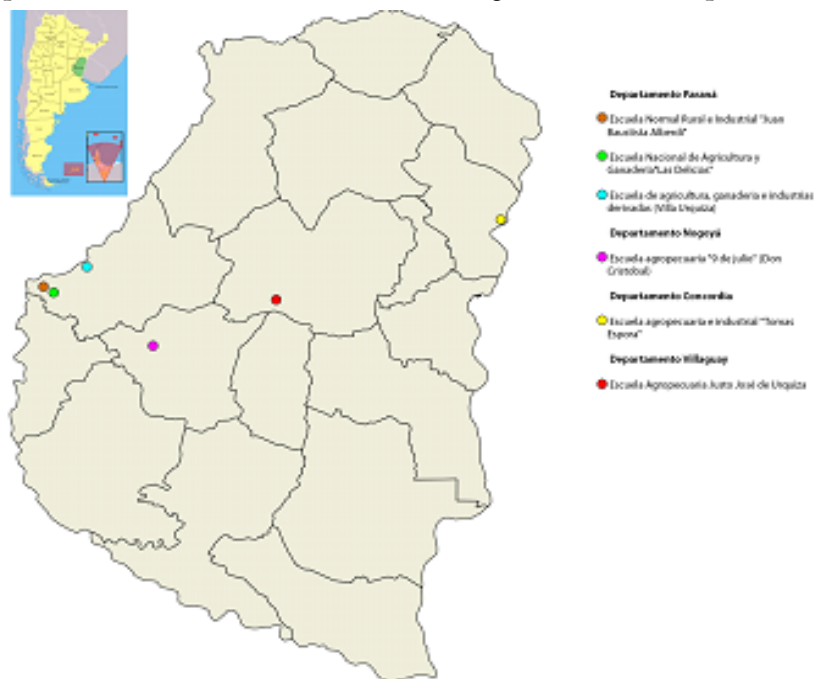 Departamento Paraná
Escuela Normal Rural e Industrial "Juan
Bautista Alberdi"
Escuela Nacional de Agricultura y
Ganadería"Las Delicias"
Escuela de agricultura, ganaderia e industrias
derivadas (Villa Urquiza)
Departamento Nogoyá
Escuela agropecuaria "9 de julio" (Don
Cristobal)
Departamento Concordia
Escuela agropecuaria e industrial "Tomas
Espora"
Departamento Villaguay
Escuela Agropecuaria Justo José de Urquiza